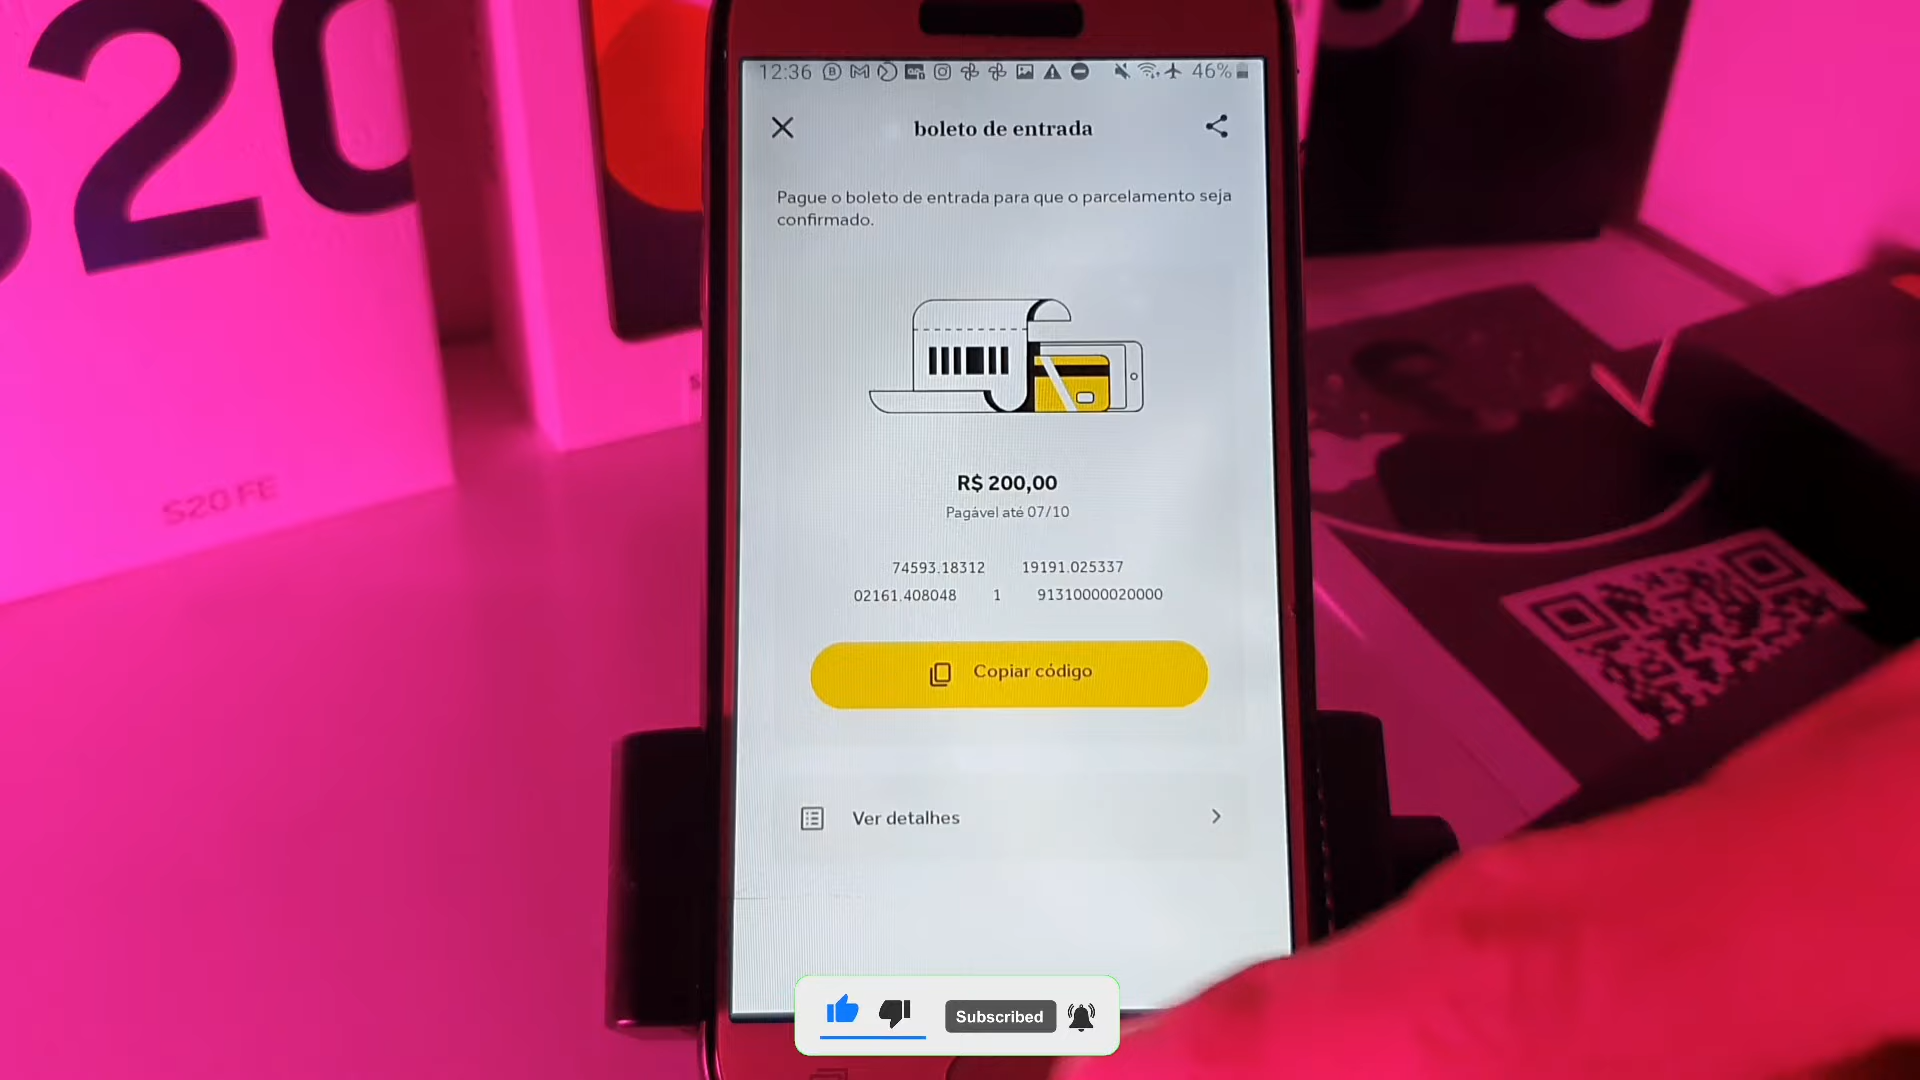 S20
S20 FE
12:36
46%
boleto de entrada
Pague o boleto de entrada para que o parcelamento seja
confirmado.
R$ 200,00
Pagável até 07/10
74593.18312 19191.025337
02161.408048 1 91310000020000
Copiar código
Ver detalhes
Subscribed